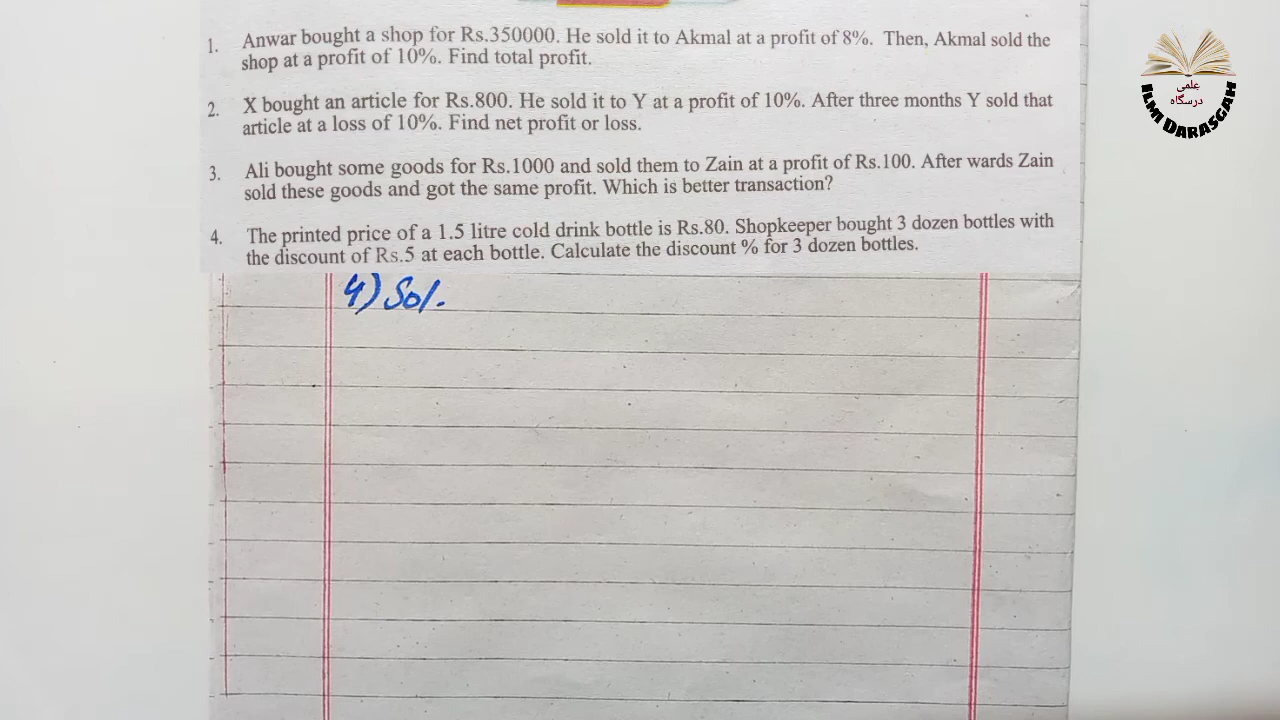 1. Anwar bought a shop for Rs.350000. He sold it to Akmal at a profit of 8%. Then, Akmal sold the
shop at a profit of 10%. Find total profit.
2. X bought an article for Rs.800. He sold it to Y at a profit of 10%. After three months Y sold that
article at a loss of 10%. Find net profit or loss.
3. Ali bought some goods for Rs.1000 and sold them to Zain at a profit of Rs.100. After wards Zain
sold these goods and got the same profit. Which is better transaction?
4. The printed price of a 1.5 litre cold drink bottle is Rs.80. Shopkeeper bought 3 dozen bottles with
the discount of Rs.5 at each bottle. Calculate the discount % for 3 dozen bottles.
4) Sol.
علمی
درسگاہ
ILMI DARASGAH